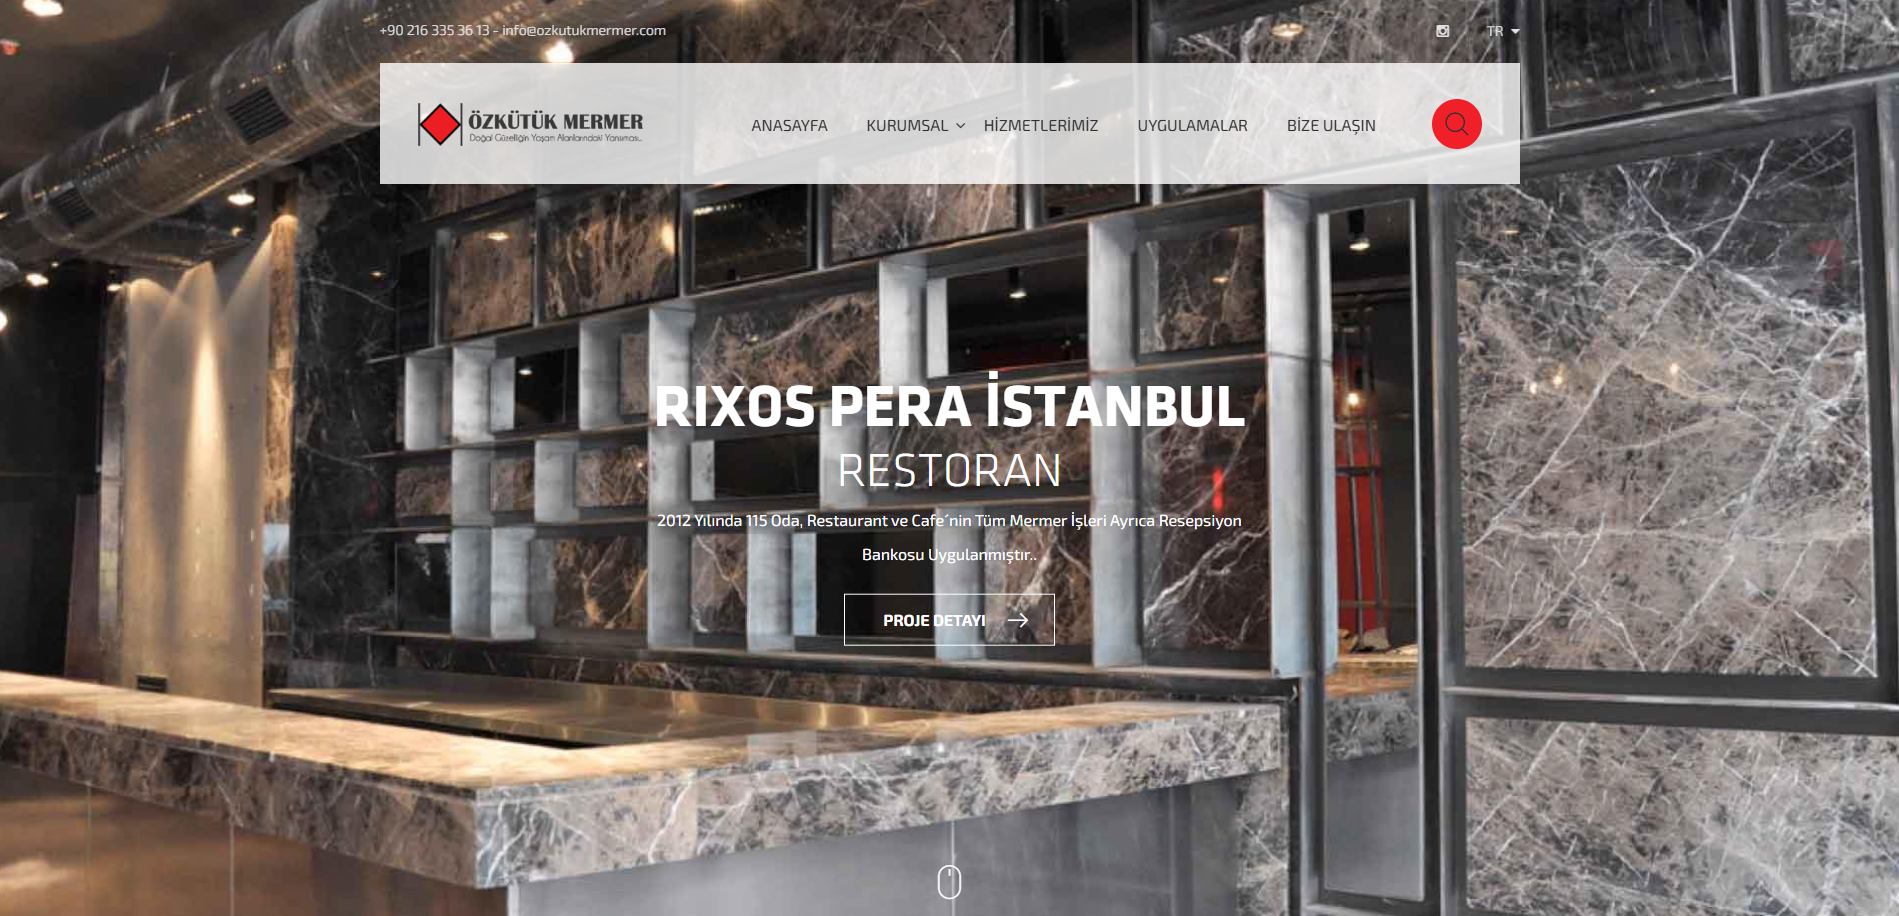 +90 216 335 36 13 - info@ozkutukmermer.com
TR
ÖZKÜTÜK MERMER
Doğal Güzelliğin Yaşam Alanlarındaki Yansıması..
ANASAYFA KURUMSAL HİZMETLERİMİZ UYGULAMALAR BİZE ULAŞIN
RIXOS PERA İSTANBUL
RESTORAN
2012 Yılında 115 Oda, Restaurant ve Cafe´nin Tüm Mermer İşleri Ayrıca Resepsiyon
Bankosu Uygulanmıştır..
PROJE DETAYI